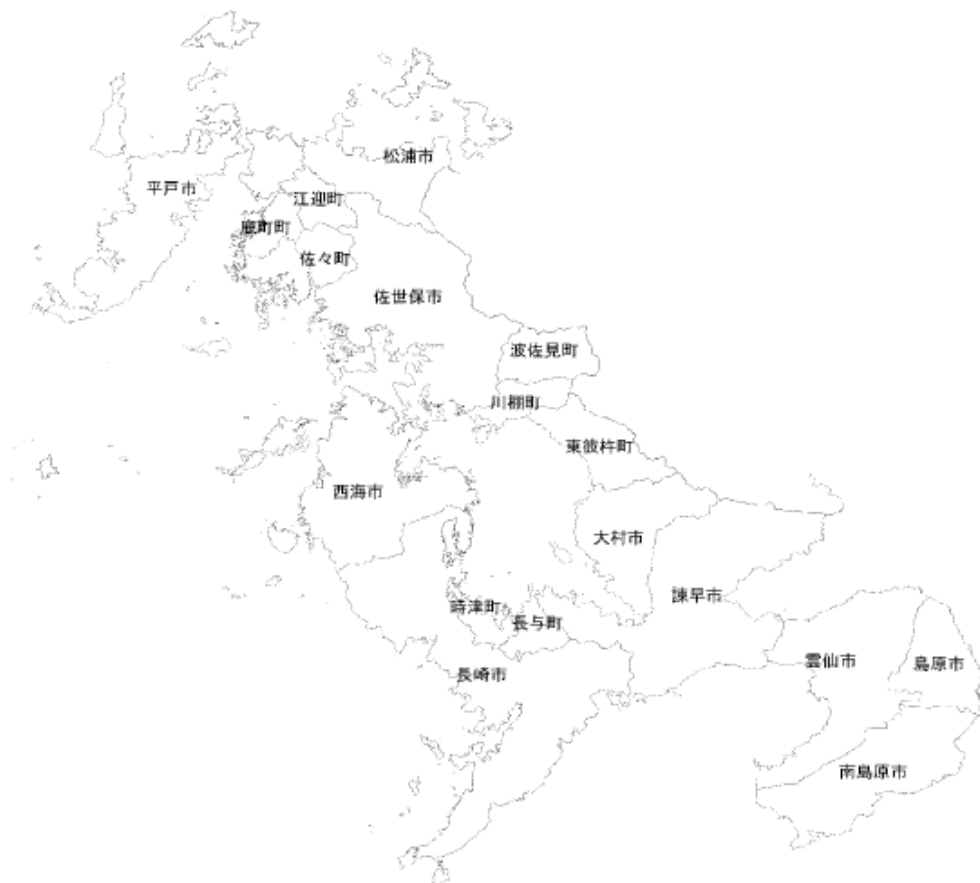 松浦市
平戸市
江迎町
鹿町町
佐々町
佐世保市
波佐見町
川棚町
東彼杵町
西海市
大村市
諫早市
時津町
長与町
雲仙市
島原市
長崎市
南島原市